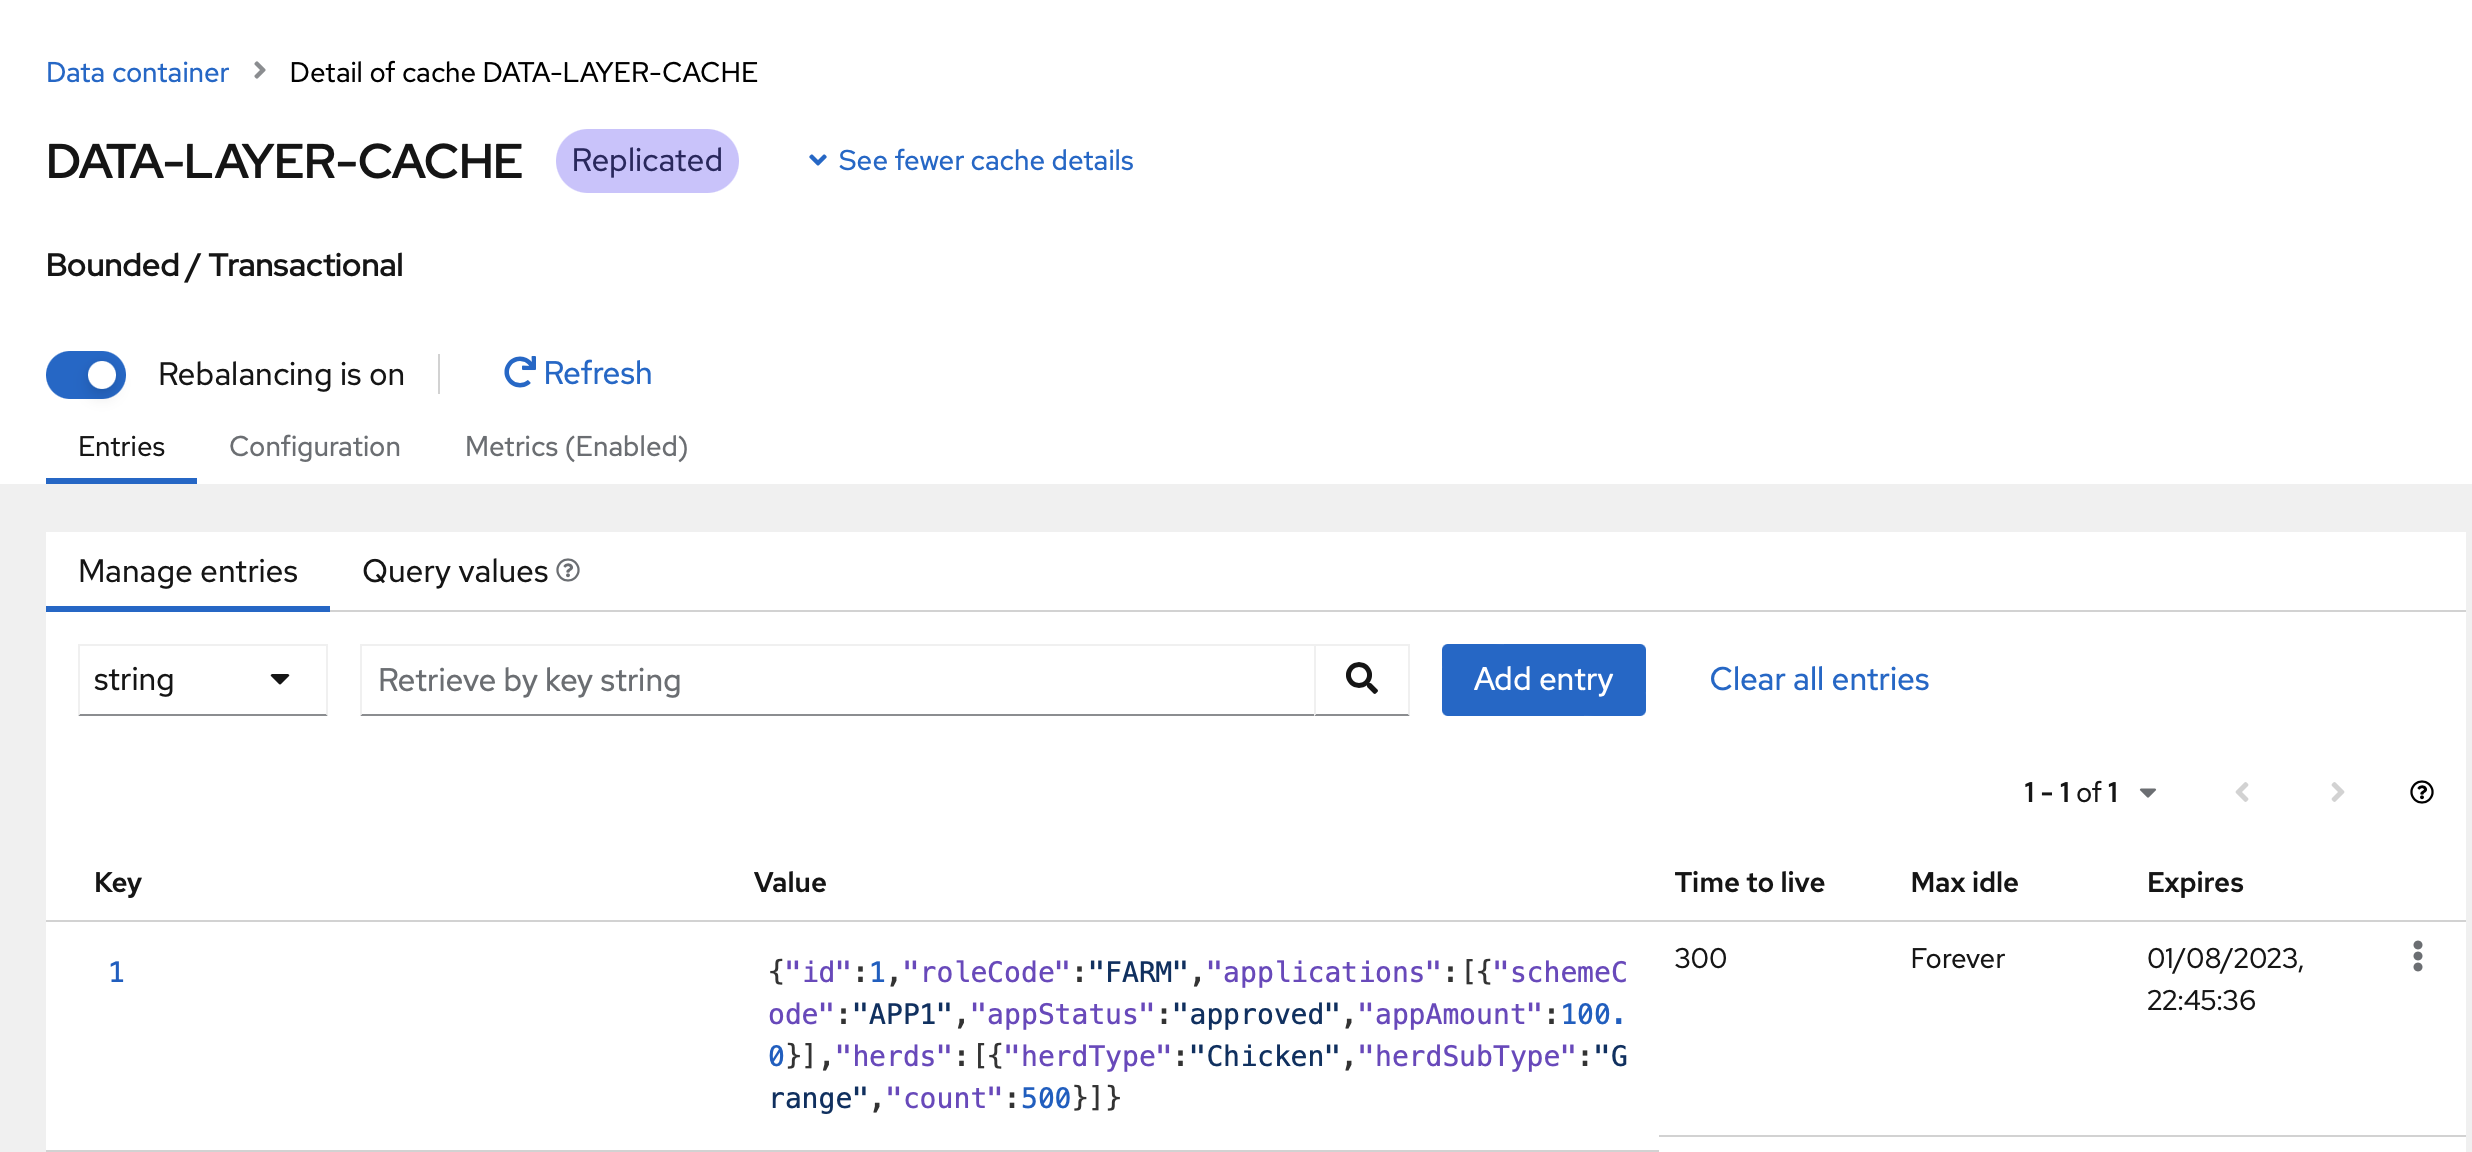 Data container > Detail of cache DATA-LAYER-CACHE
DATA-LAYER-CACHE Replicated See fewer cache details
Bounded / Transactional
Rebalancing is on Refresh
Entries Configuration Metrics (Enabled)
Manage entries Query values
string Retrieve by key string Add entry Clear all entries
1 - 1 of 1
Key Value Time to live Max idle Expires
1 {"id":1,"roleCode":"FARM","applications":[{"schemeC 300 Forever 01/08/2023,
ode":"APP1","appStatus":"approved","appAmount":100. 22:45:36
0}],"herds":[{"herdType":"Chicken","herdSubType":"G
range","count":500}]}